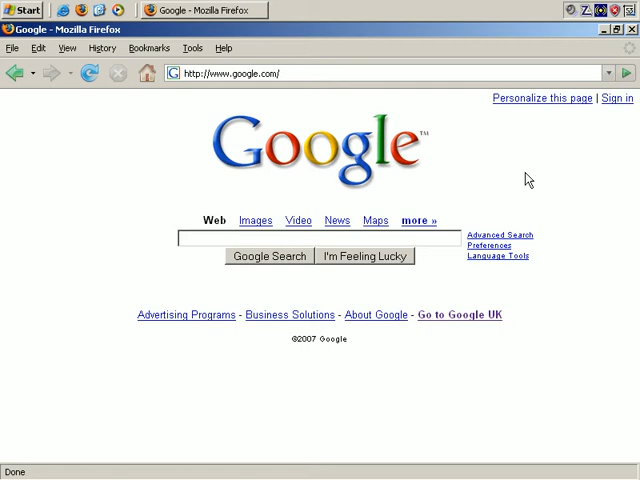 Start
Google - Mozilla Firefox
Google - Mozilla Firefox
File Edit View History Bookmarks Tools Help
http://www.google.com/
Personalize this page | Sign in
Google™
Web Images Video News Maps more »
Advanced Search
Preferences
Language Tools
Google Search I'm Feeling Lucky
Advertising Programs - Business Solutions - About Google - Go to Google UK
©2007 Google
Done